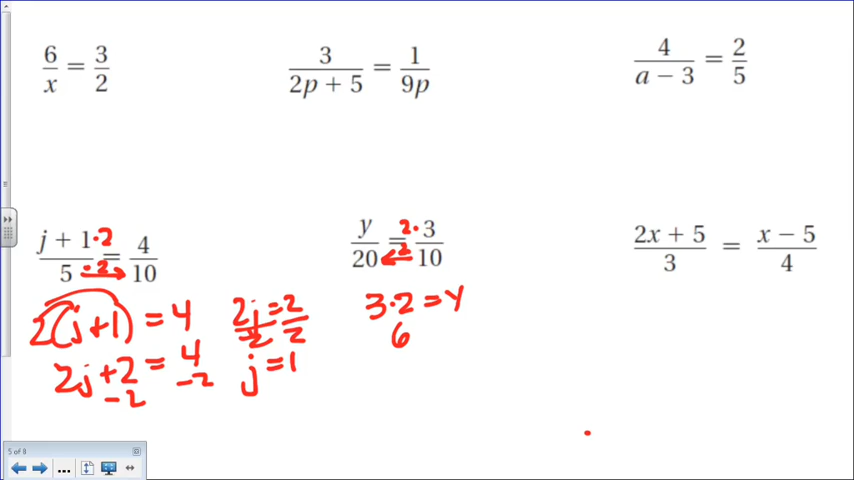 6/x = 3/2
3/(2p + 5) = 1/(9p)
4/(a − 3) = 2/5
(j + 1)/5 = 4/10
·2
·2
y/20 = 3/10
2·
2
(2x + 5)/3 = (x − 5)/4
2(j+1) = 4
2j+2 = 4
−2 −2
2j = 2
2 2
j = 1
3·2 = y
6
5 of 8
...